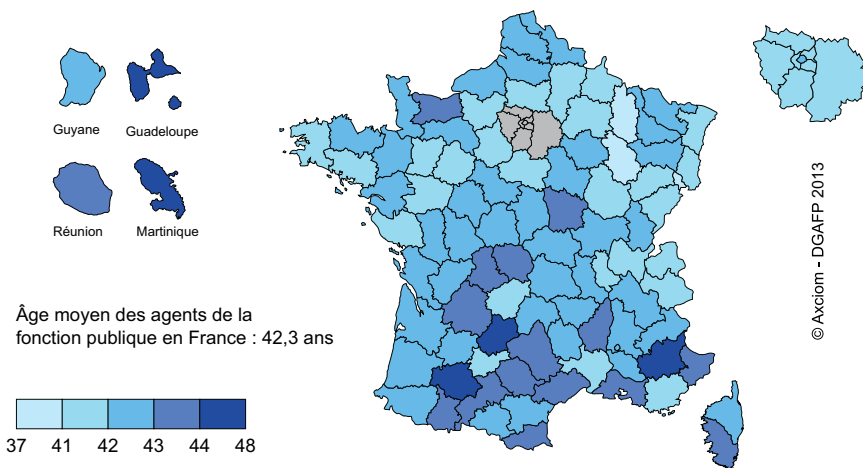 Guyane
Guadeloupe
Réunion
Martinique
Âge moyen des agents de la
fonction publique en France : 42,3 ans
37 41 42 43 44 48
© Axciom - DGAFP 2013